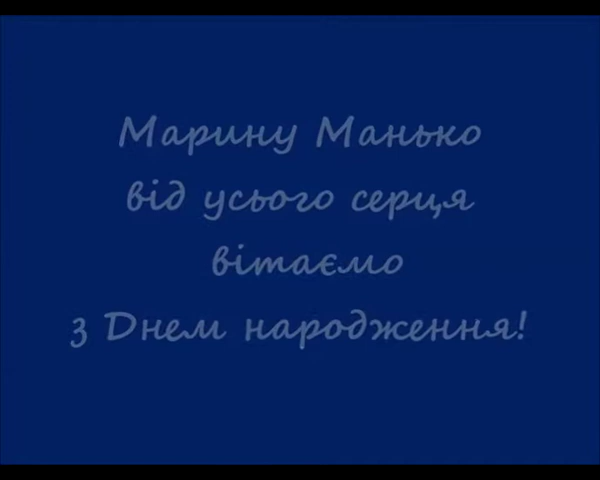 Марину Манько
від усього серця
вітаємо
з Днем народження!